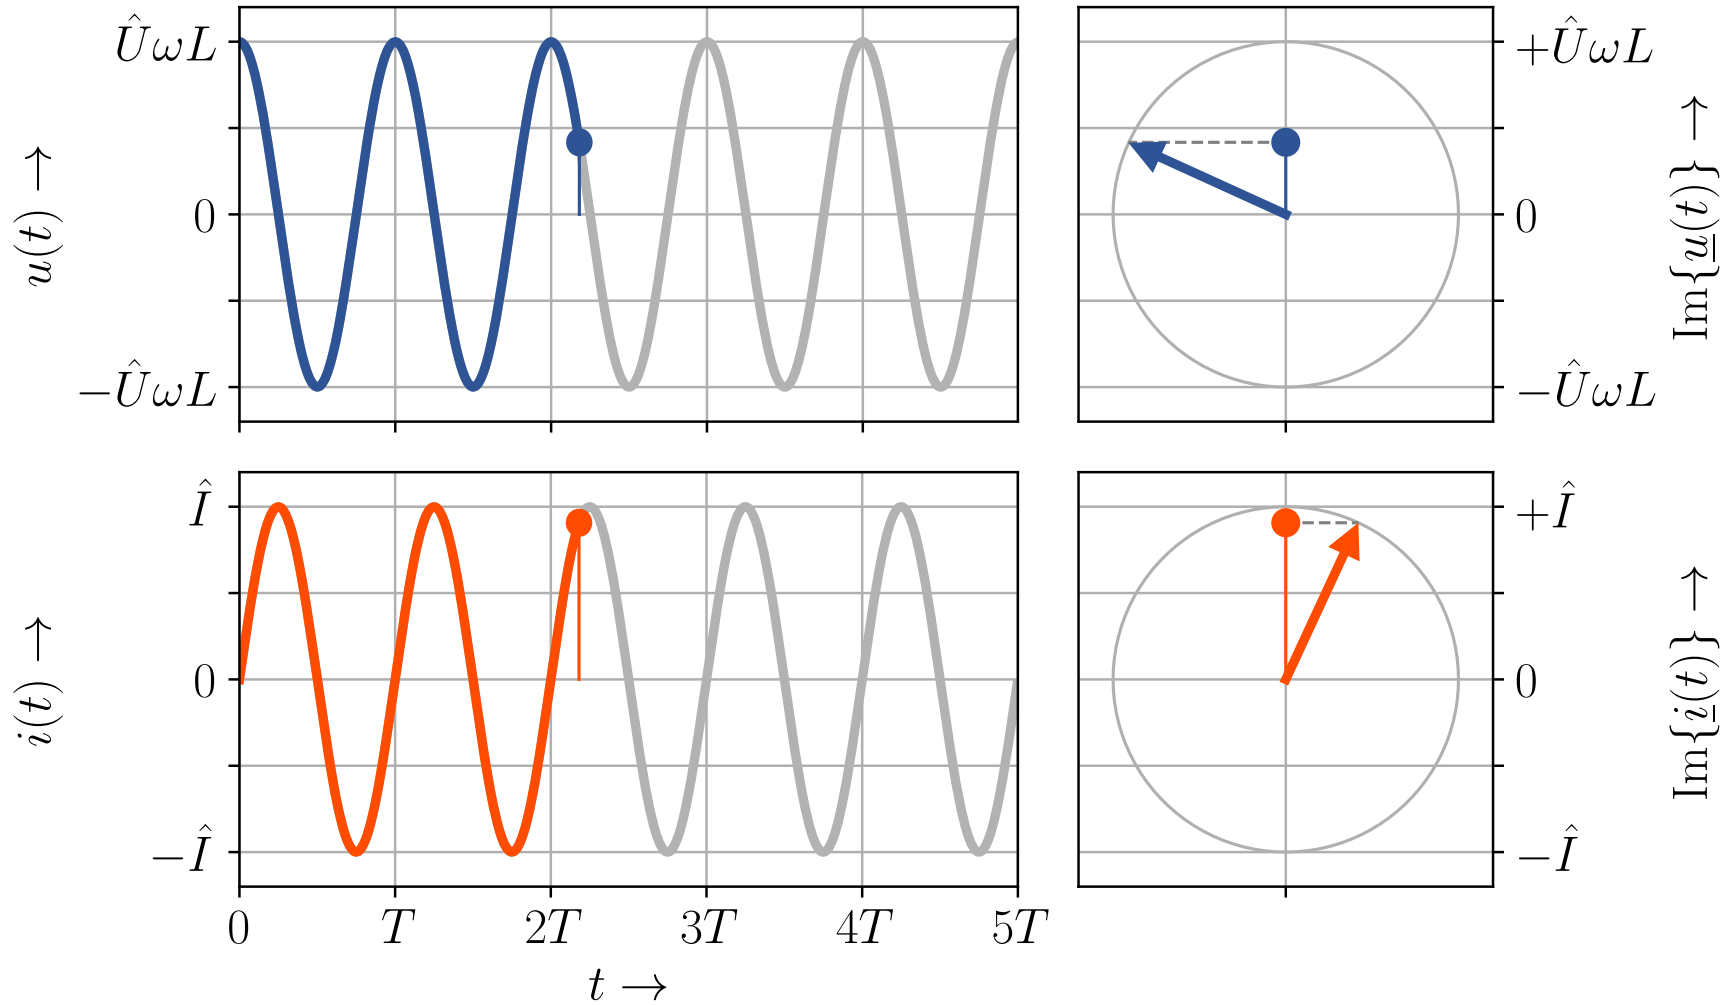 ÛωL
0
−ÛωL
u(t) →
+ÛωL
0
−ÛωL
Im{u̲(t)} →
Î
0
−Î
i(t) →
0 T 2T 3T 4T 5T
t →
+Î
0
−Î
Im{i̲(t)} →